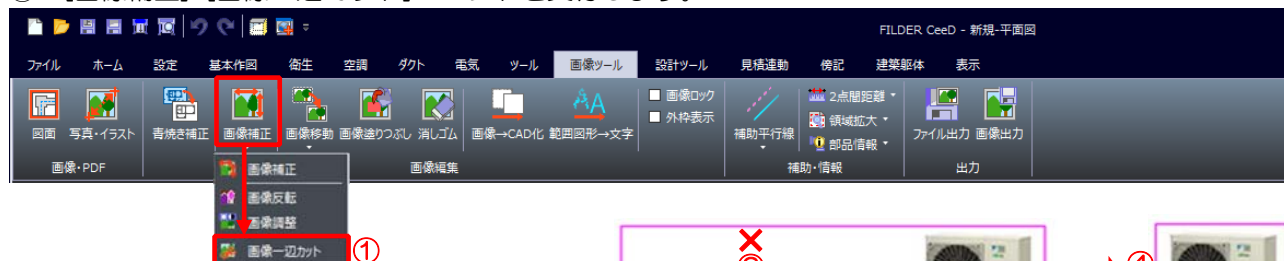 FILDER CeeD - 新規-平面図
ファイル ホーム 設定 基本作図 衛生 空調 ダクト 電気 ツール 画像ツール 設計ツール 見積連動 傍記 建築躯体 表示
図面 写真・イラスト 青焼き補正 画像補正 画像移動 画像塗りつぶし 消しゴム 画像→CAD化 範囲図形→文字
画像ロック
外枠表示
補助平行線
2点間距離
領域拡大
部品情報
ファイル出力 画像出力
画像・PDF 画像編集 補助・情報 出力
画像補正
画像反転
画像調整
画像一辺カット ①